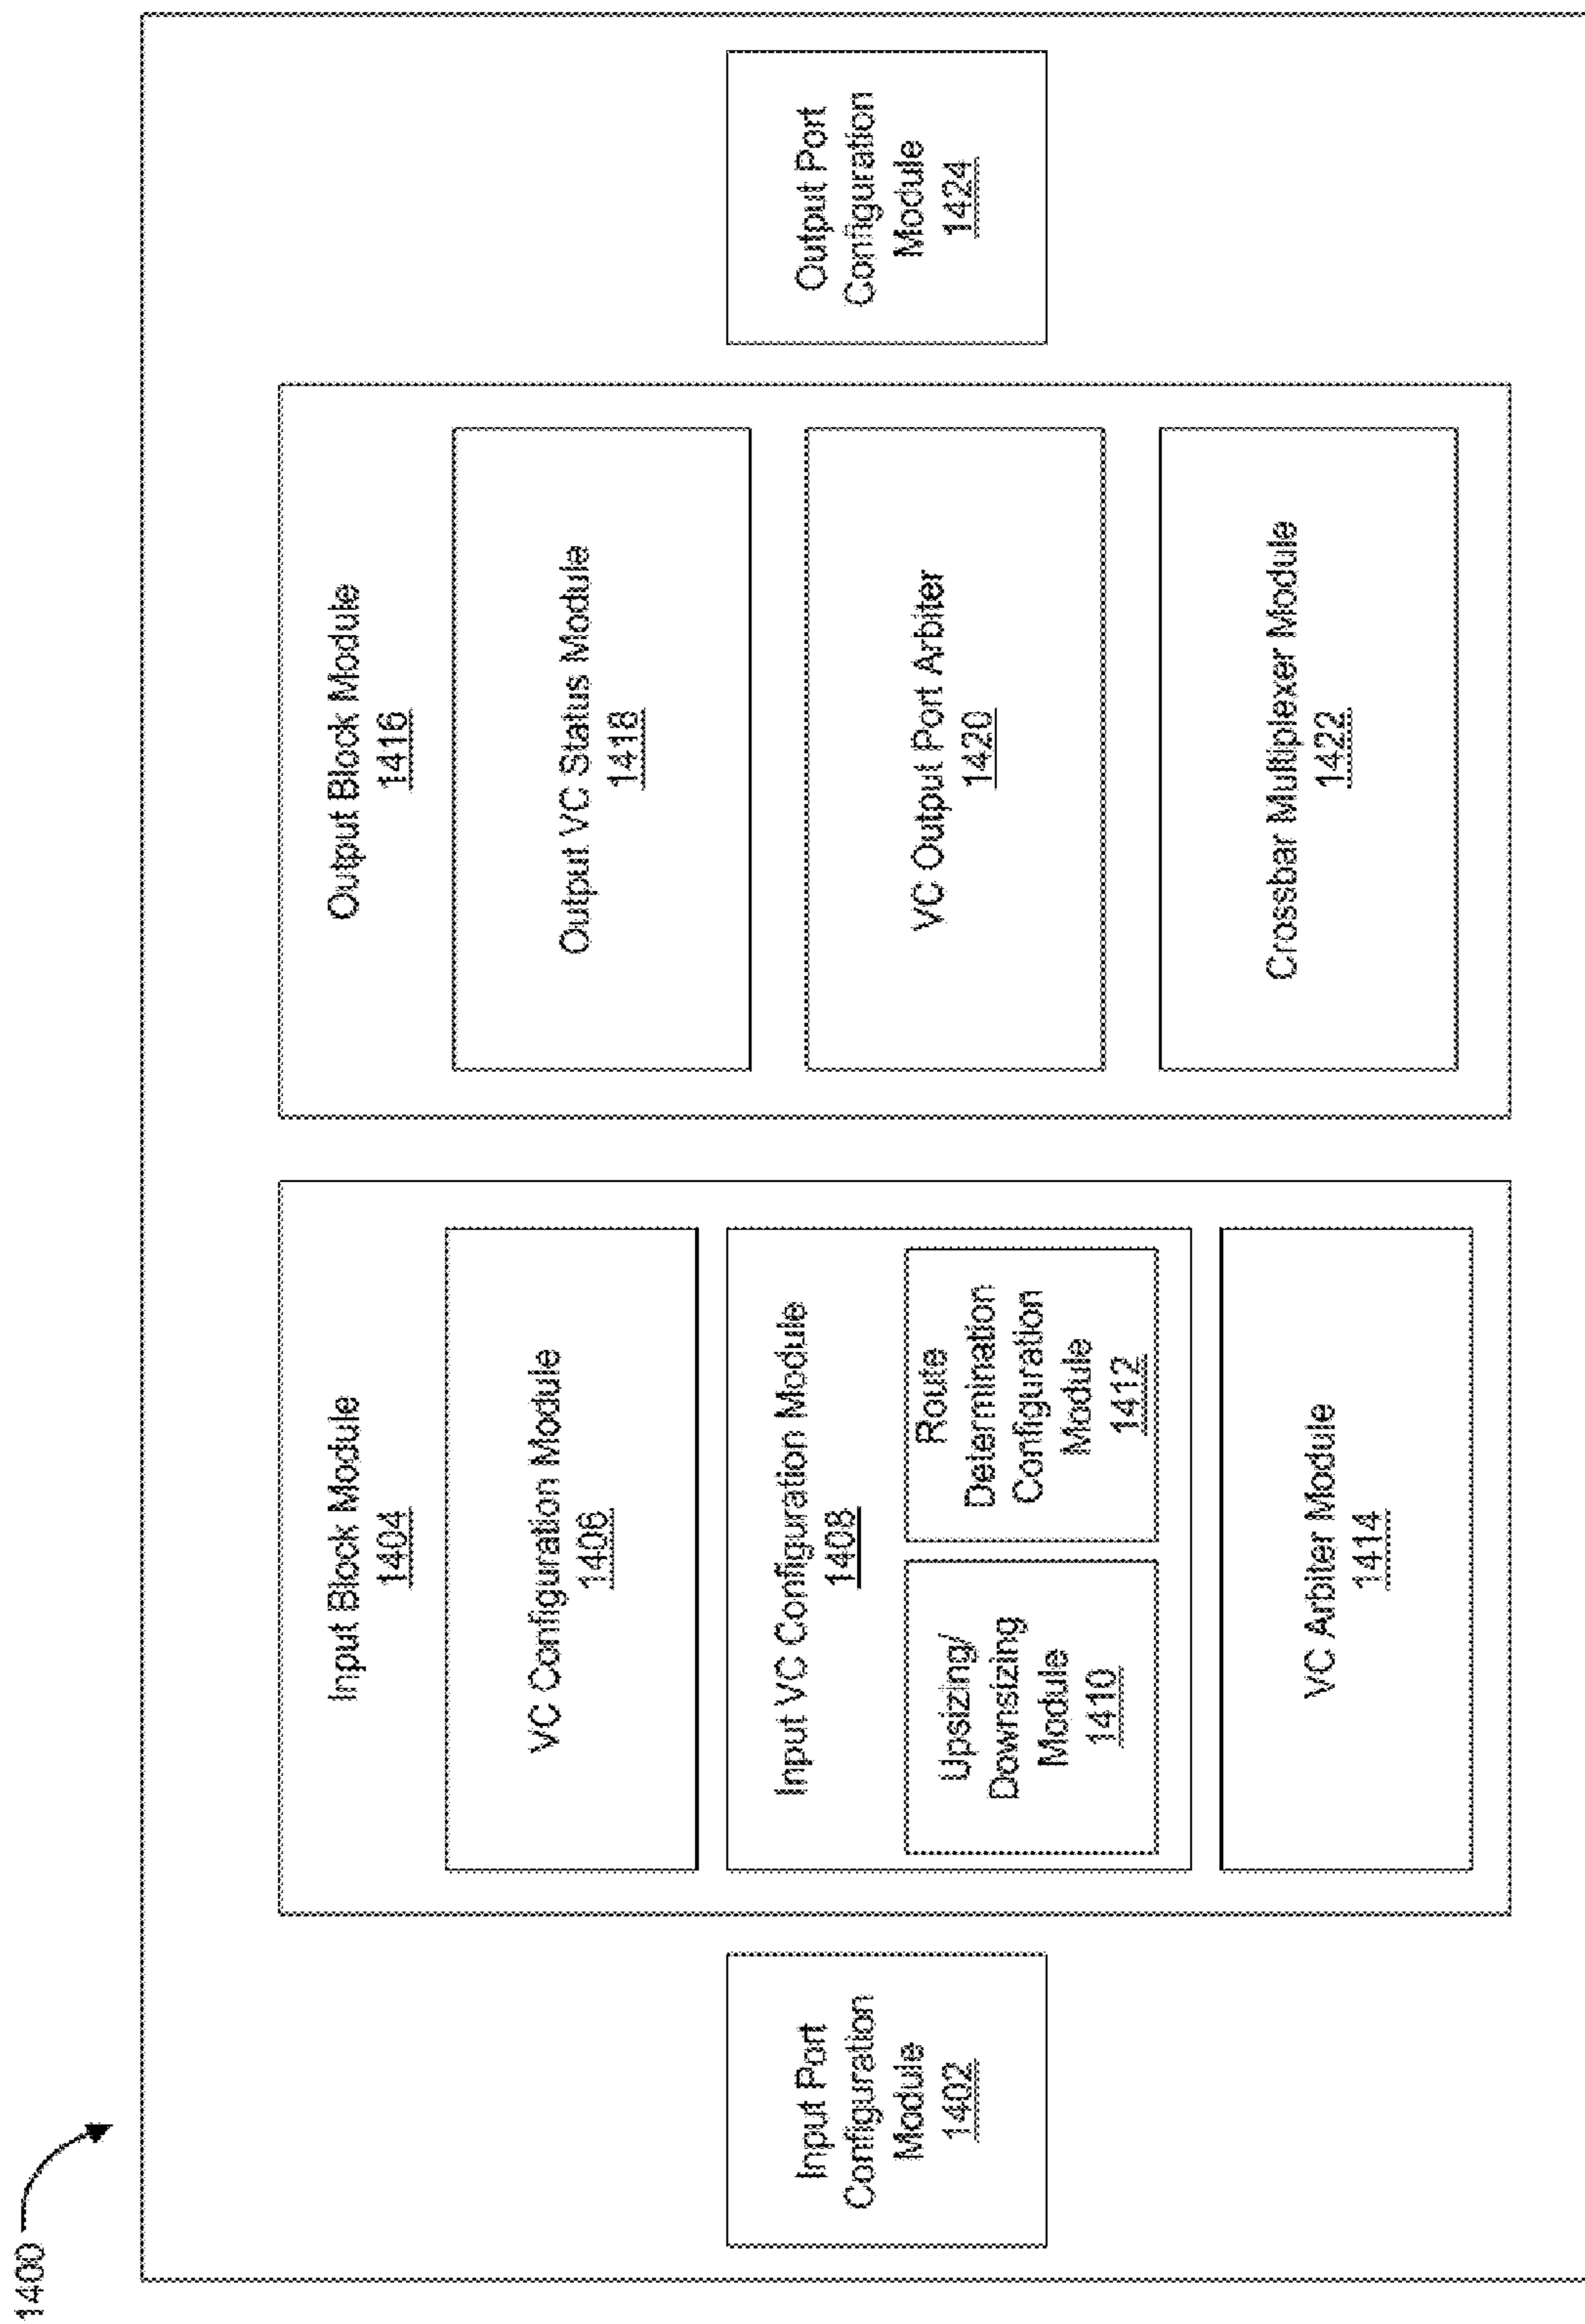 1400
Input Port
Configuration
Module
1402
Input Block Module
1404
VC Configuration Module
1406
Input VC Configuration Module
1408
Upsizing/
Downsizing
Module
1410
Route
Determination
Configuration
Module
1412
VC Arbiter Module
1414
Output Block Module
1416
Output VC Status Module
1418
VC Output Port Arbiter
1420
Crossbar Multiplexer Module
1422
Output Port
Configuration
Module
1424